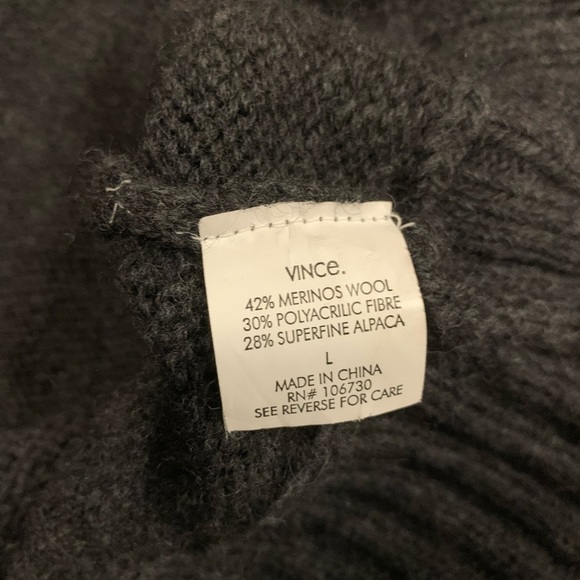 VINCe.
42% MERINOS WOOL
30% POLYACRILIC FIBRE
28% SUPERFINE ALPACA
L
MADE IN CHINA
RN# 106730
SEE REVERSE FOR CARE